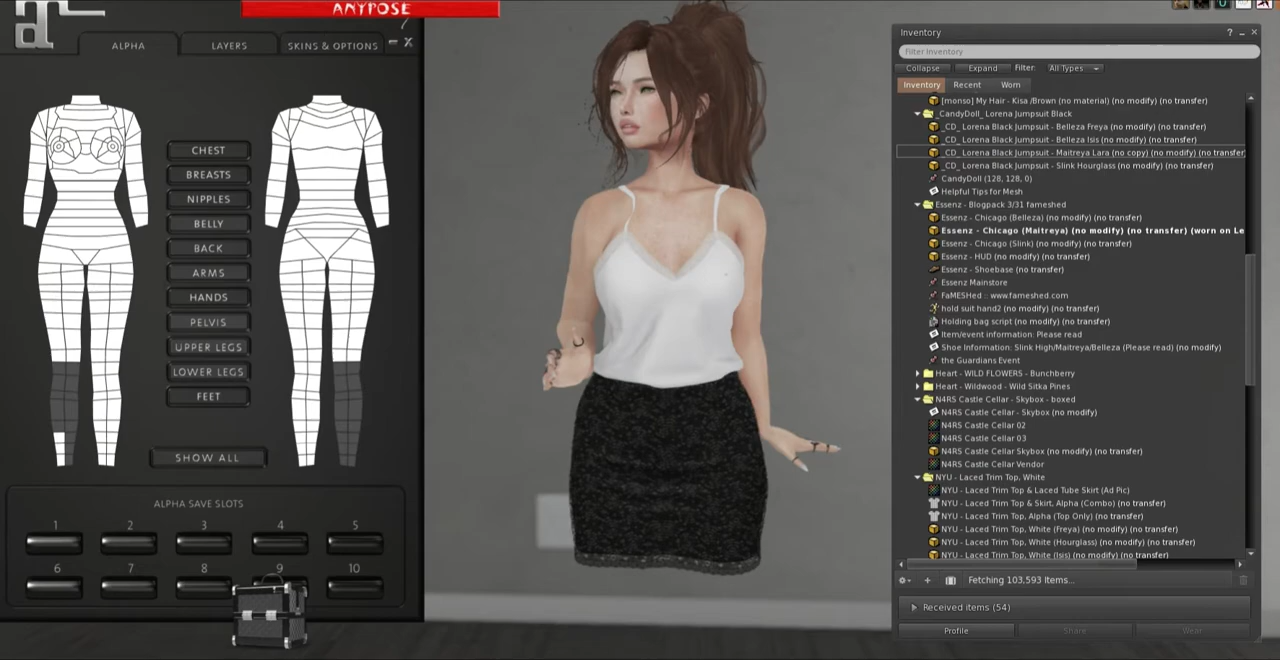 ANYPOSE
ALPHA
LAYERS
SKINS & OPTIONS
? 
– X
CHEST
BREASTS
NIPPLES
BELLY
BACK
ARMS
HANDS
PELVIS
UPPER LEGS
LOWER LEGS
FEET
SHOW ALL
ALPHA SAVE SLOTS
1 2 3 4 5
6 7 8 9 10
Inventory
? _ ×
Filter Inventory
Collapse Expand Filter: All Types
Inventory Recent Worn
[monso] My Hair - Kisa /Brown (no material) (no modify) (no transfer)
_CandyDoll_ Lorena Jumpsuit Black
_CD_ Lorena Black Jumpsuit - Belleza Freya (no modify) (no transfer)
_CD_ Lorena Black Jumpsuit - Belleza Isis (no modify) (no transfer)
_CD_ Lorena Black Jumpsuit - Maitreya Lara (no copy) (no modify) (no transfer)
_CD_ Lorena Black Jumpsuit - Slink Hourglass (no modify) (no transfer)
CandyDoll (128, 128, 0)
Helpful Tips for Mesh
Essenz - Blogpack 3/31 fameshed
Essenz - Chicago (Belleza) (no modify) (no transfer)
Essenz - Chicago (Maitreya) (no modify) (no transfer) (worn on Le
Essenz - Chicago (Slink) (no modify) (no transfer)
Essenz - HUD (no modify) (no transfer)
Essenz - Shoebase (no transfer)
Essenz Mainstore
FaMESHed :: www.fameshed.com
hold suit hand2 (no modify) (no transfer)
Holding bag script (no modify) (no transfer)
Item/event information: Please read
Shoe Information: Slink High/Maitreya/Belleza (Please read) (no modify)
the Guardians Event
Heart - WILD FLOWERS - Bunchberry
Heart - Wildwood - Wild Sitka Pines
N4RS Castle Cellar - Skybox - boxed
N4RS Castle Cellar - Skybox (no modify)
N4RS Castle Cellar 02
N4RS Castle Cellar 03
N4RS Castle Cellar Skybox (no modify) (no transfer)
N4RS Castle Cellar Vendor
NYU - Laced Trim Top, White
NYU - Laced Trim Top & Laced Tube Skirt (Ad Pic)
NYU - Laced Trim Top & Skirt, Alpha (Combo) (no transfer)
NYU - Laced Trim Top, Alpha (Top Only) (no transfer)
NYU - Laced Trim Top, White (Freya) (no modify) (no transfer)
NYU - Laced Trim Top, White (Hourglass) (no modify) (no transfer)
NYU - Laced Trim Top, White (Isis) (no modify) (no transfer)
Fetching 103,593 Items...
Received items (54)
Profile Share Wear